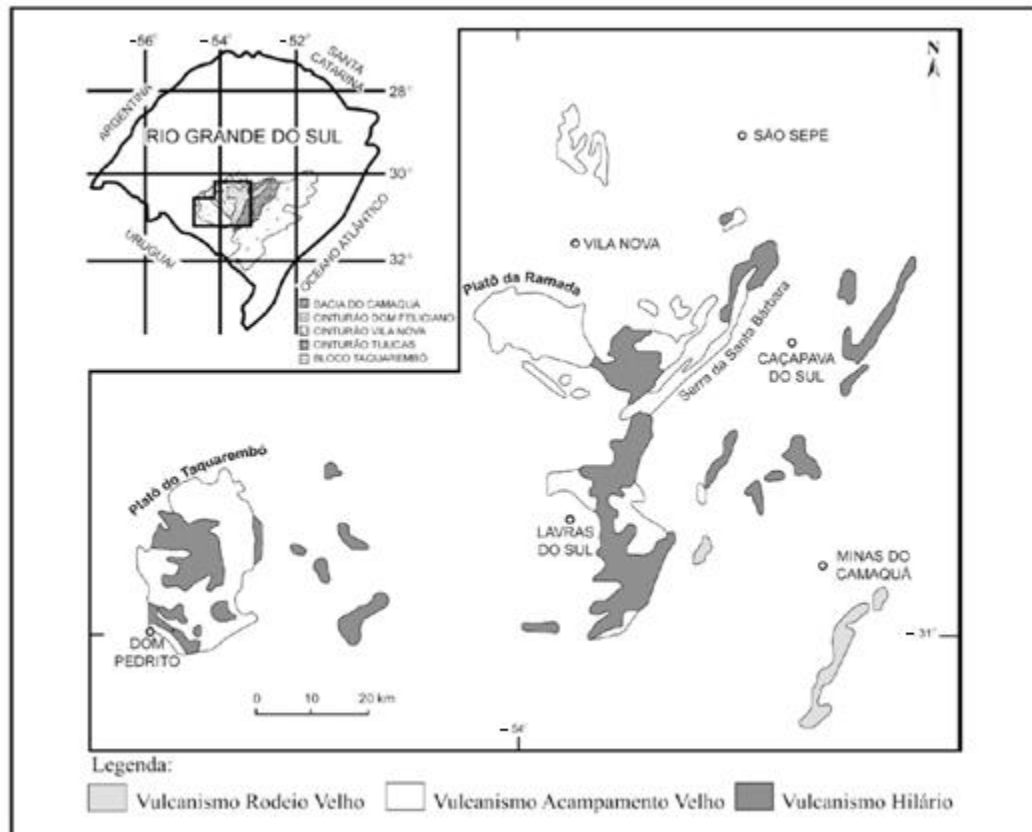 −56°
−54°
−52°
SANTA
CATARINA
ARGENTINA
28°
RIO GRANDE DO SUL
30°
URUGUAI
OCEANO ATLÂNTICO
32°
BACIA DO CAMAQUA
CINTURÃO DOM FELICIANO
CINTURÃO VILA NOVA
CINTURÃO TIJUCAS
BLOCO TAQUAREMBÓ
N
SÃO SEPE
VILA NOVA
Platô da Ramada
Serra da Santa Bárbara
CAÇAPAVA
DO SUL
Platô do Taquarembó
LAVRAS
DO SUL
MINAS DO
CAMAQUÃ
DOM
PEDRITO
−31°
0 10 20 km
−54°
Legenda:
Vulcanismo Rodeio Velho
Vulcanismo Acampamento Velho
Vulcanismo Hilário